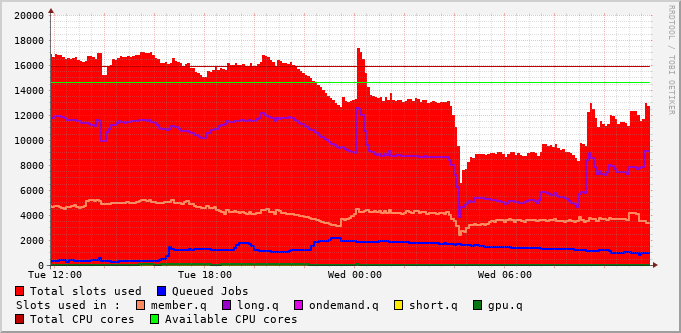 RRDTOOL / TOBI OETIKER
20000
18000
16000
14000
12000
10000
8000
6000
4000
2000
0
Tue 12:00 Tue 18:00 Wed 00:00 Wed 06:00
Total slots used Queued Jobs
Slots used in : member.q long.q ondemand.q short.q gpu.q
Total CPU cores Available CPU cores